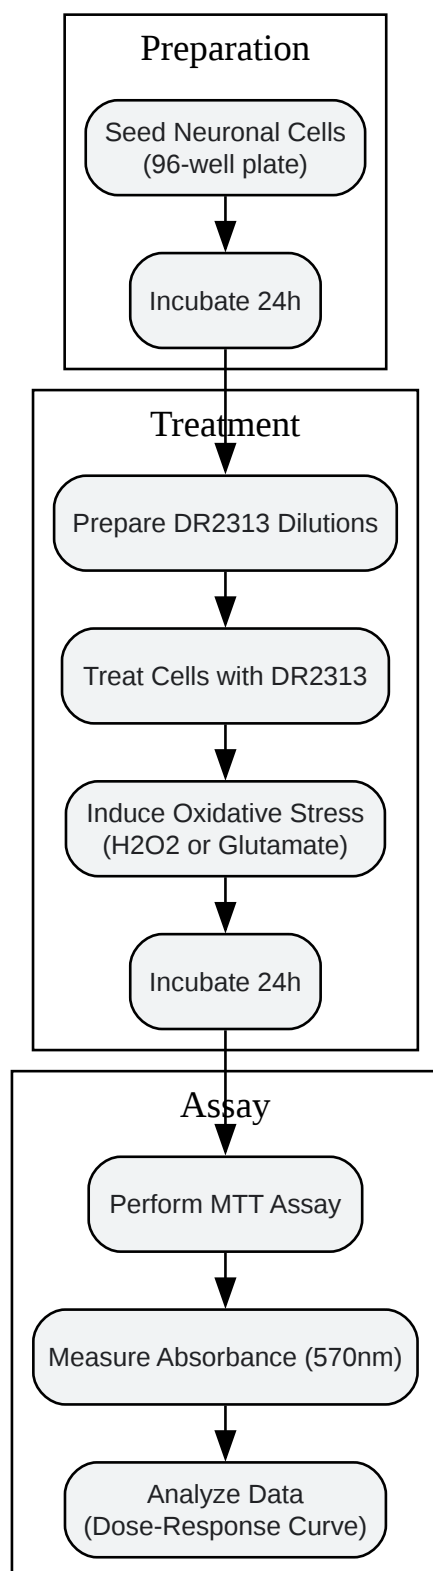 Preparation
Seed Neuronal Cells
(96-well plate)
Incubate 24h
Treatment
Prepare DR2313 Dilutions
Treat Cells with DR2313
Induce Oxidative Stress
(H2O2 or Glutamate)
Incubate 24h
Assay
Perform MTT Assay
Measure Absorbance (570nm)
Analyze Data
(Dose-Response Curve)